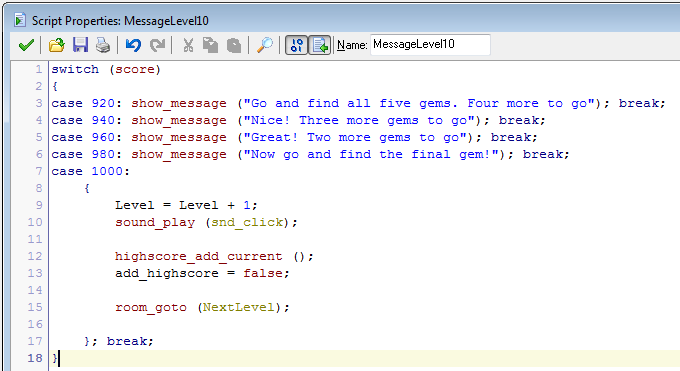 Script Properties: MessageLevel10
Name: MessageLevel10
1 switch (score)
2 {
3 case 920: show_message ("Go and find all five gems. Four more to go"); break;
4 case 940: show_message ("Nice! Three more gems to go"); break;
5 case 960: show_message ("Great! Two more gems to go"); break;
6 case 980: show_message ("Now go and find the final gem!"); break;
7 case 1000:
8     {
9         Level = Level + 1;
10         sound_play (snd_click);
11
12         highscore_add_current ();
13         add_highscore = false;
14
15         room_goto (NextLevel);
16
17     }; break;
18 }